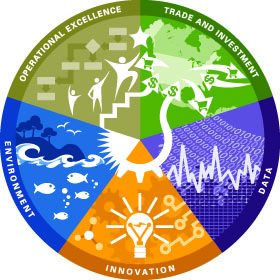 OPERATIONAL EXCELLENCE
TRADE AND INVESTMENT
ENVIRONMENT
DATA
INNOVATION